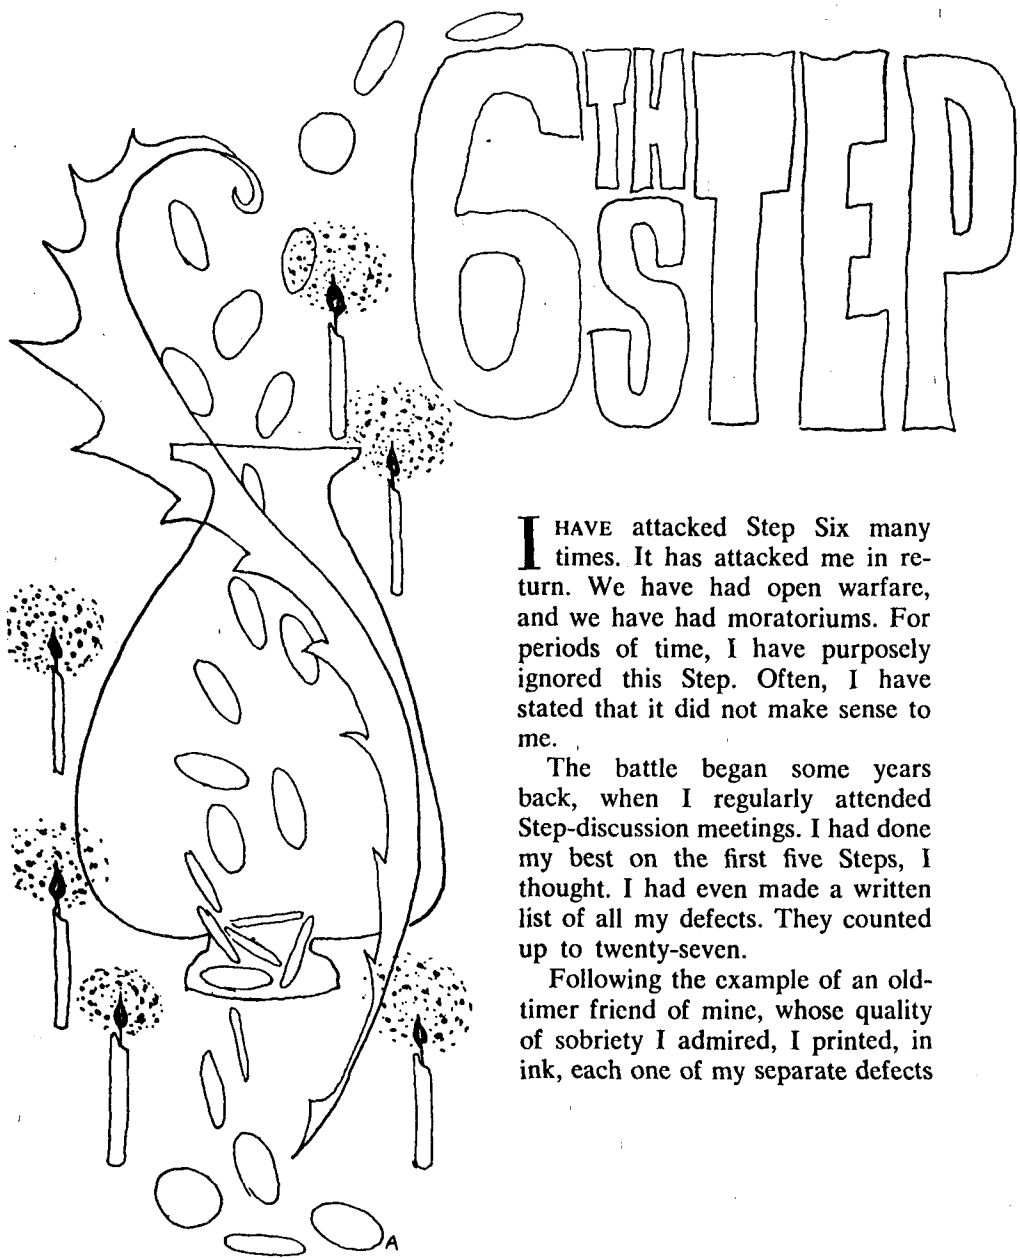 6TH STEP
I HAVE attacked Step Six many
times. It has attacked me in re-
turn. We have had open warfare,
and we have had moratoriums. For
periods of time, I have purposely
ignored this Step. Often, I have
stated that it did not make sense to
me.
The battle began some years
back, when I regularly attended
Step-discussion meetings. I had done
my best on the first five Steps, I
thought. I had even made a written
list of all my defects. They counted
up to twenty-seven.
Following the example of an old-
timer friend of mine, whose quality
of sobriety I admired, I printed, in
ink, each one of my separate defects
A